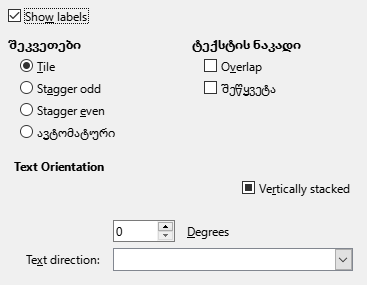 Show labels
შეკვეთები
ტექსტის ნაკადი
Tile
Overlap
Stagger odd
შეწყვეტა
Stagger even
ავტომატური
Text Orientation
Vertically stacked
0
Degrees
Text direction: